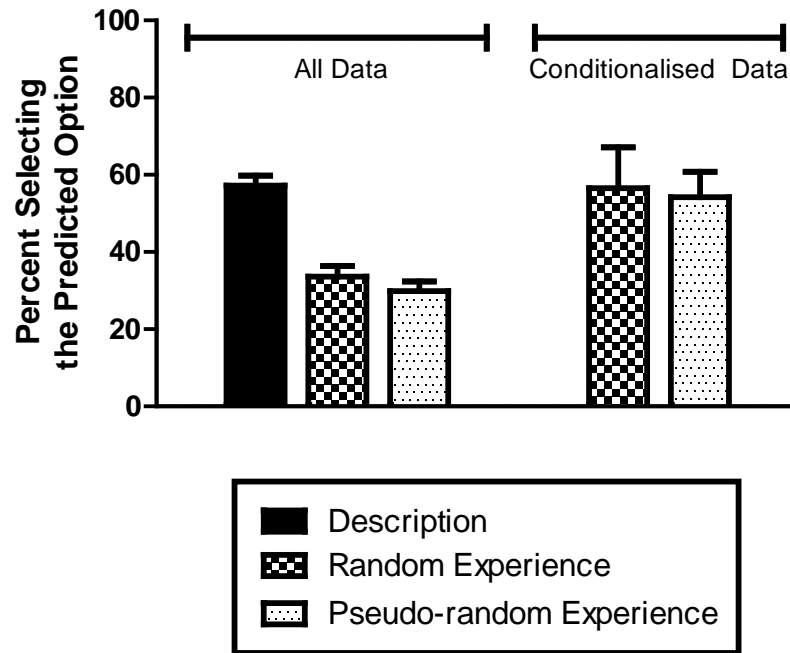 100
80
60
40
20
0
Percent Selecting
the Predicted Option
All Data
Conditionalised Data
Description
Random Experience
Pseudo-random Experience